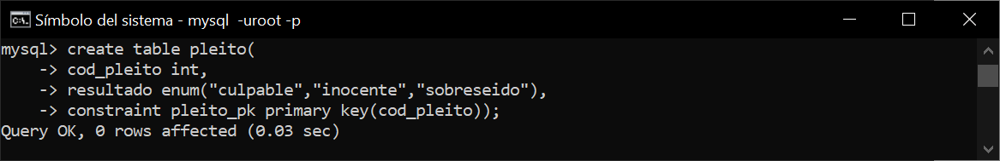 Símbolo del sistema - mysql  -uroot -p
mysql> create table pleito(
    -> cod_pleito int,
    -> resultado enum("culpable","inocente","sobreseido"),
    -> constraint pleito_pk primary key(cod_pleito));
Query OK, 0 rows affected (0.03 sec)